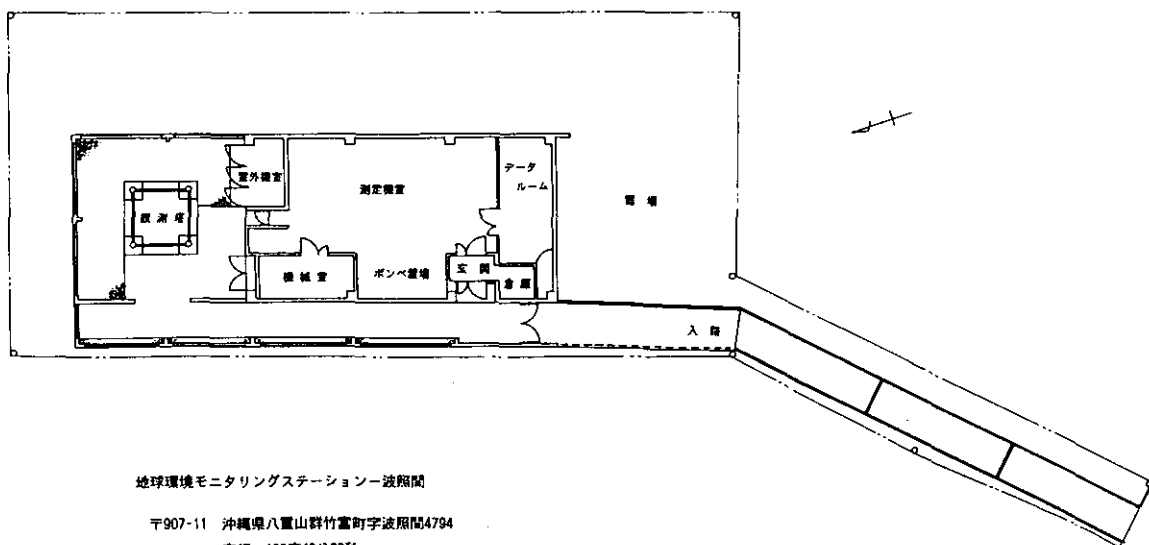 室外機室
データ
ルーム
測定機室
観測塔
機械室
ボンベ置場
玄関
倉庫
入路
地球環境モニタリングステーションー波照間
〒907-11 沖縄県八重山群竹富町字波照間4794